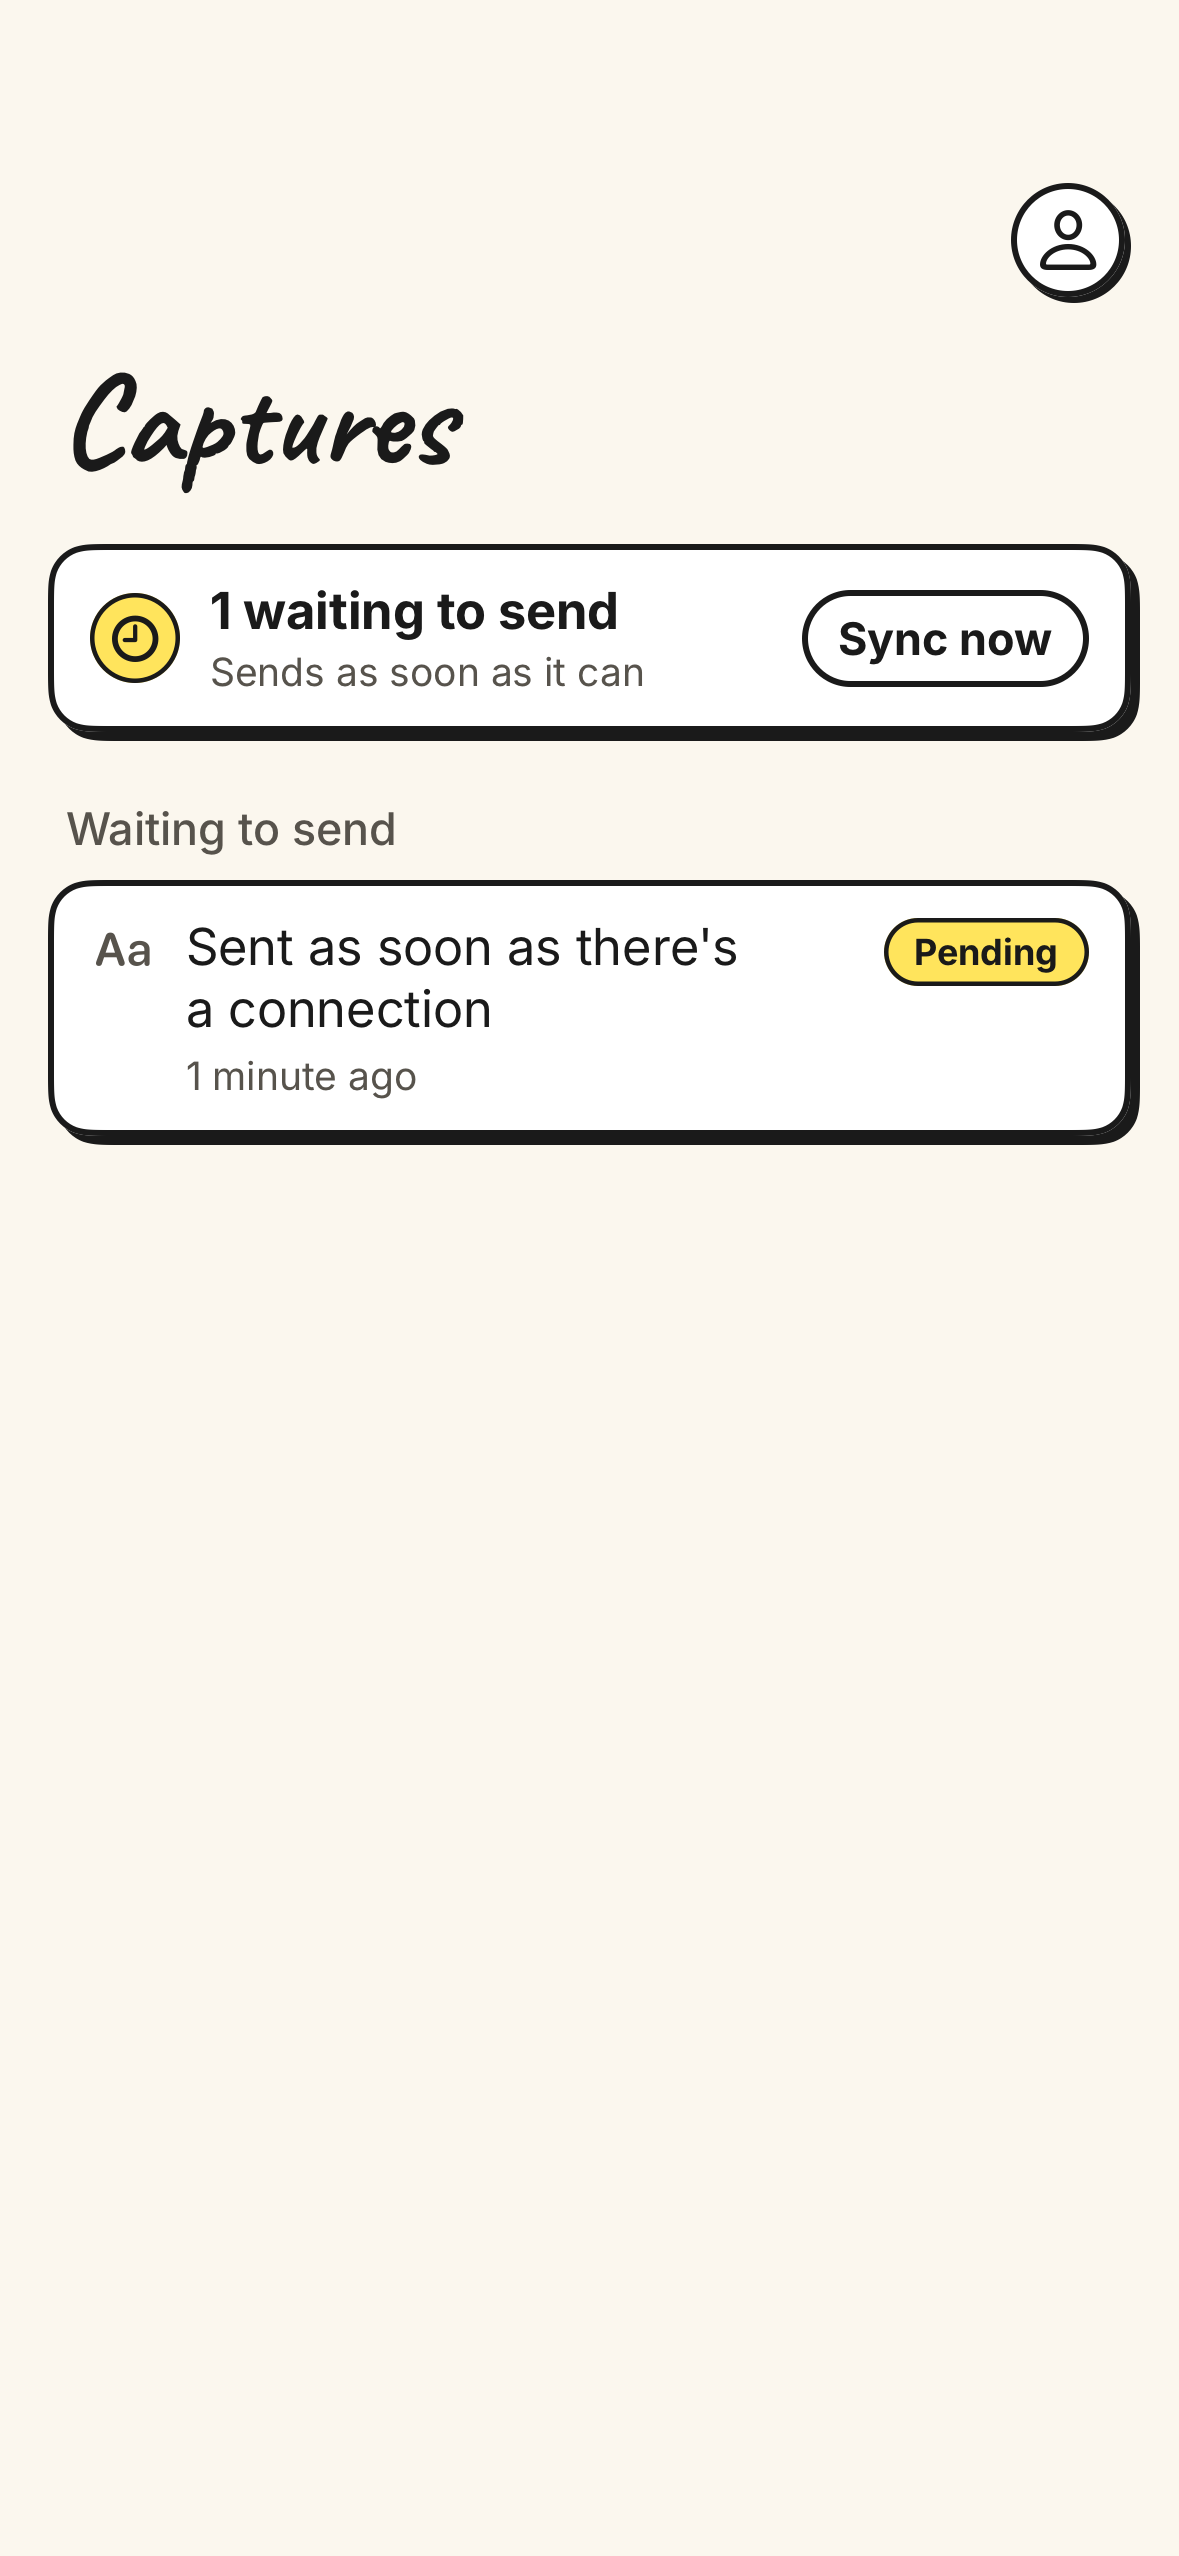 Captures
1 waiting to send
Sends as soon as it can
Sync now
Waiting to send
Aa
Sent as soon as there's
a connection
Pending
1 minute ago